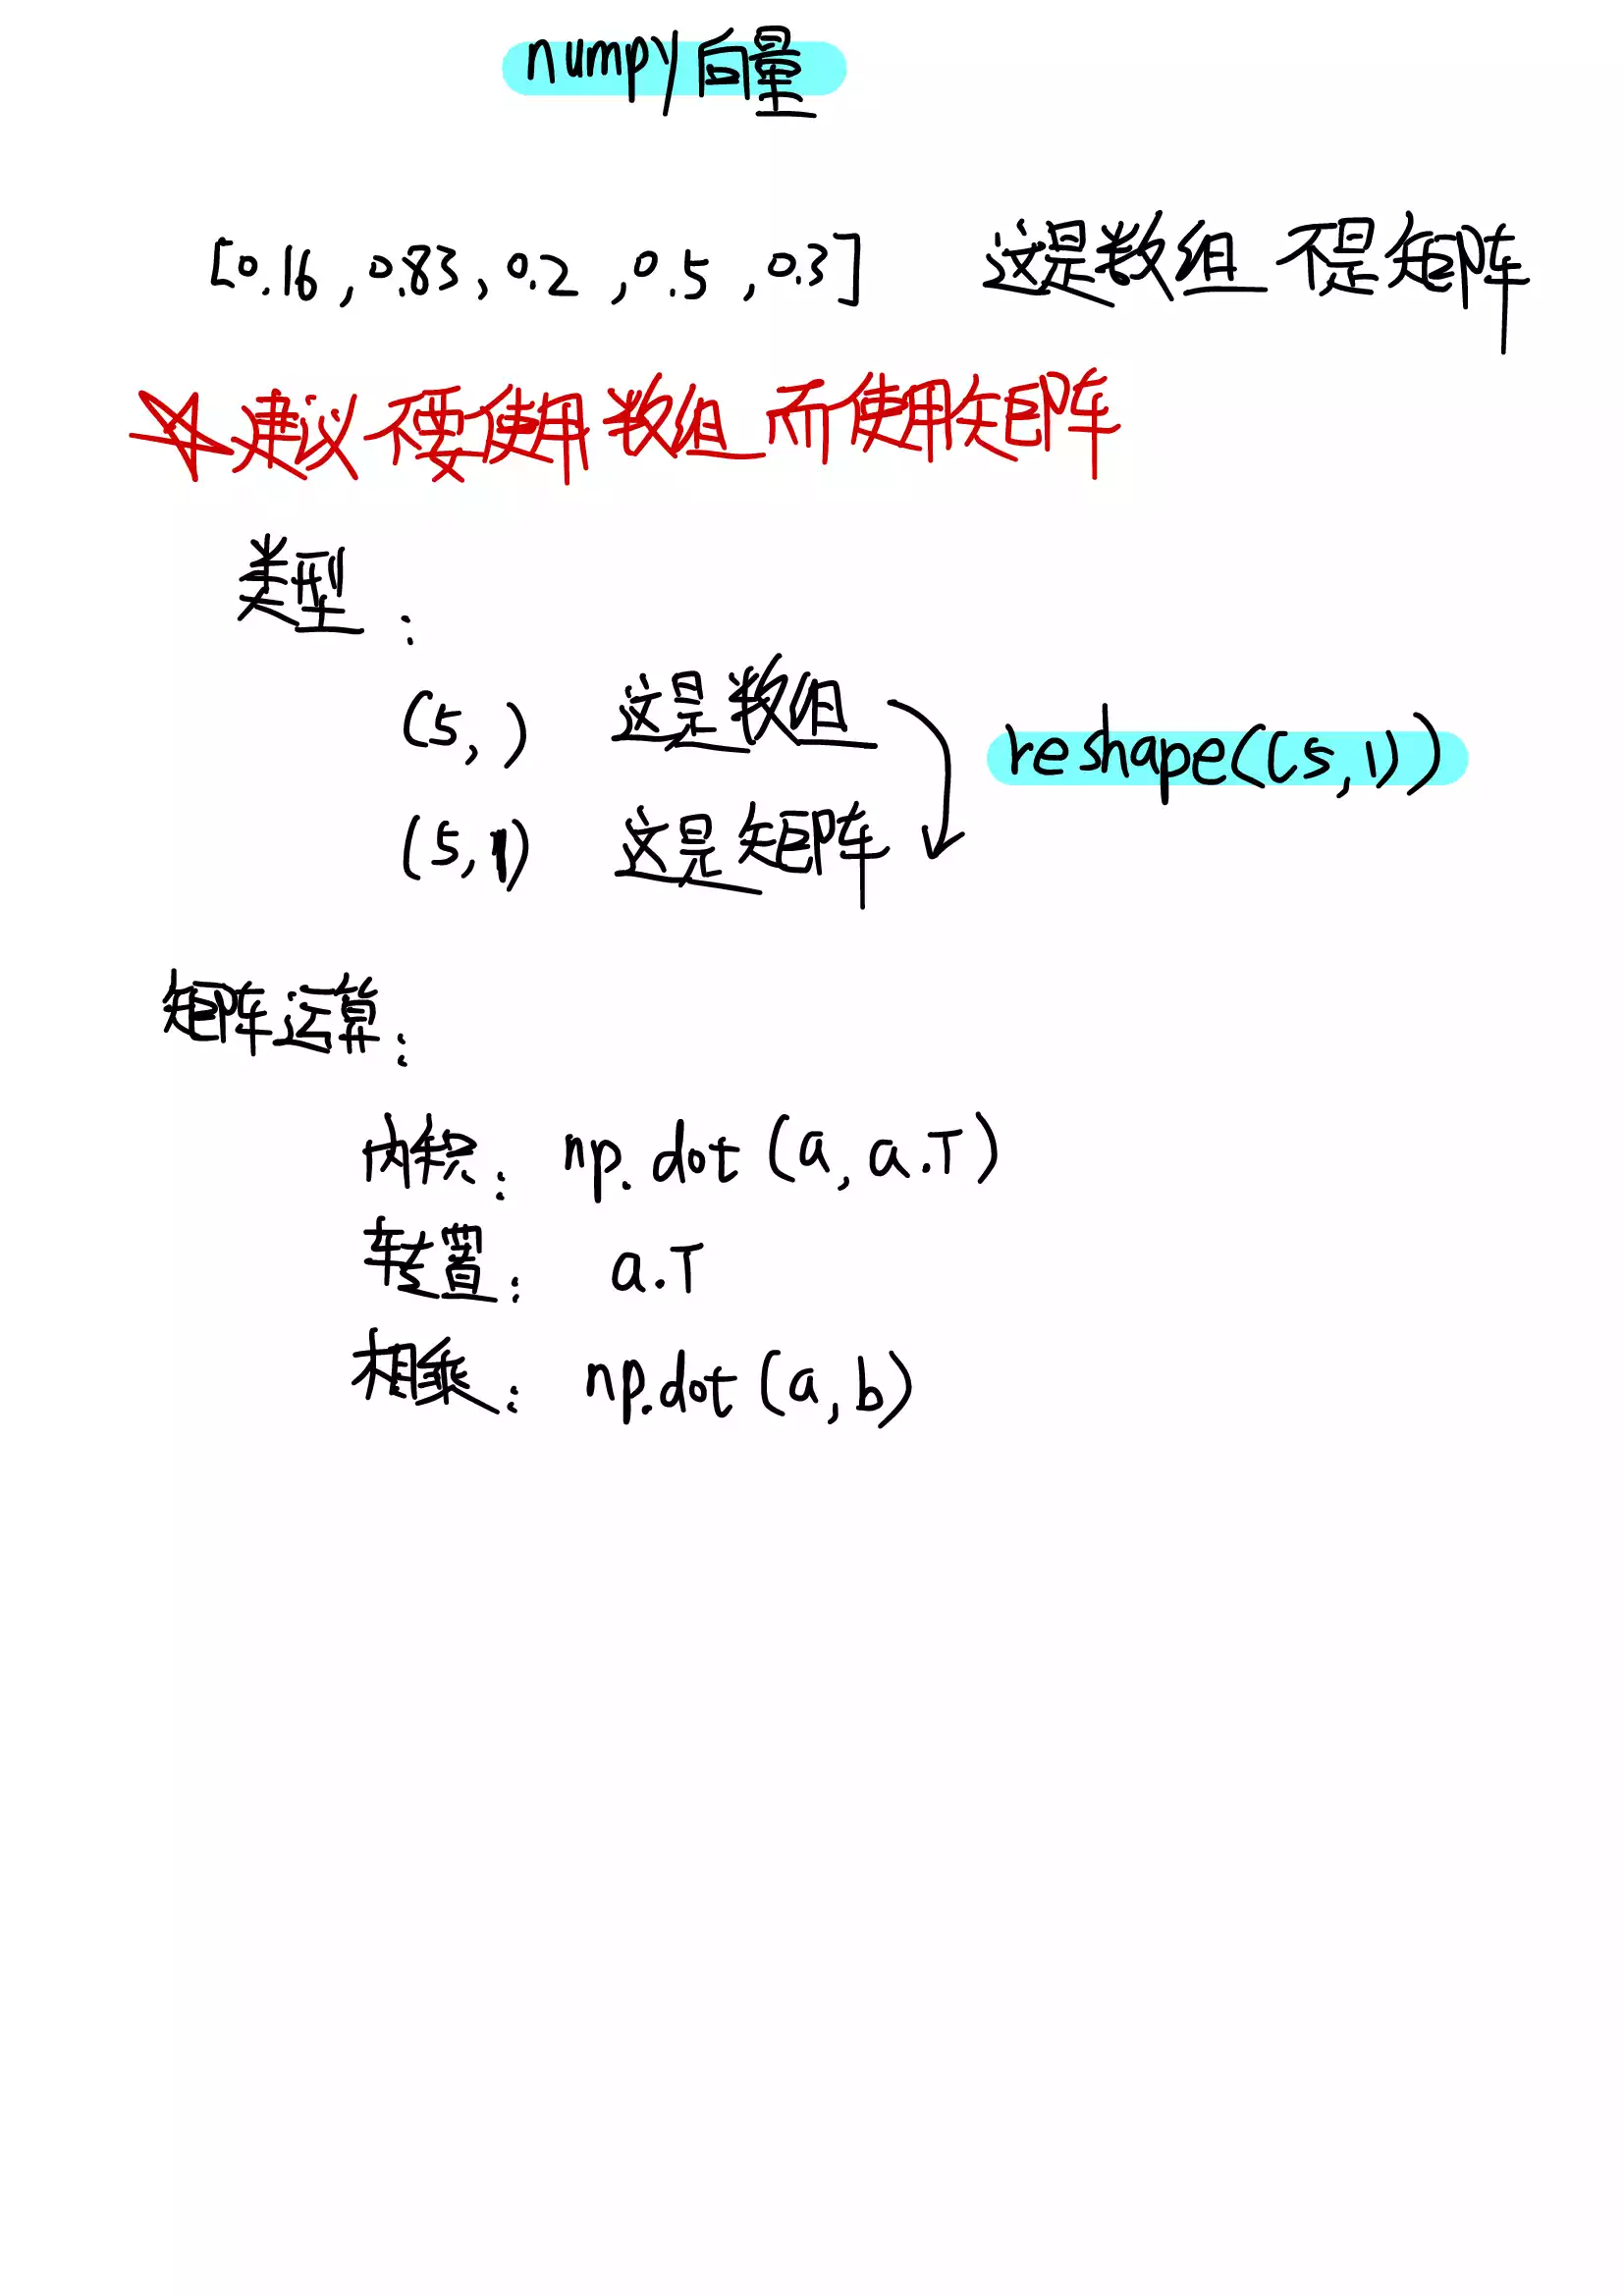 numpy向量
[0.16,0.83,0.2,0.5,0.3] 这是数组 不是矩阵
建议不要使用数组 而使用矩阵
类型:
(5,) 这是数组
reshape((5,1))
(5,1) 这是矩阵
矩阵运算:
内积: np.dot(a,a.T)
转置: a.T
相乘: np.dot(a,b)